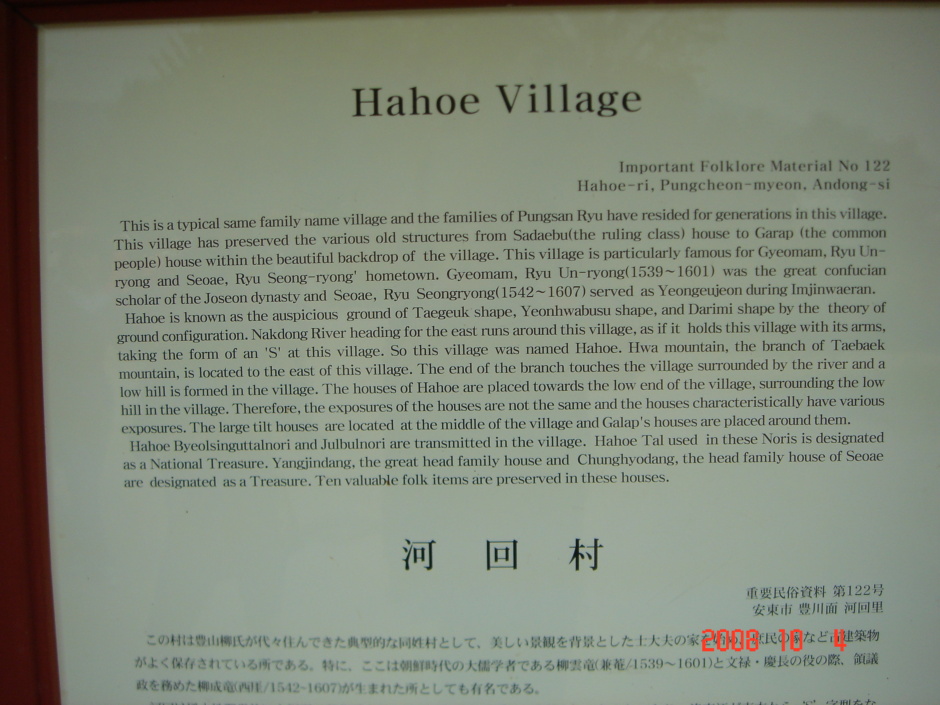 Hahoe Village
Important Folklore Material No 122
Hahoe-ri, Pungcheon-myeon, Andong-si
This is a typical same family name village and the families of Pungsan Ryu have resided for generations in this village.
This village has preserved the various old structures from Sadaebu(the ruling class) house to Garap (the common
people) house within the beautiful backdrop of the village. This village is particularly famous for Gyeomam, Ryu Un-
ryong and Seoae, Ryu Seong-ryong' hometown. Gyeomam, Ryu Un-ryong(1539~1601) was the great confucian
scholar of the Joseon dynasty and Seoae, Ryu Seongryong(1542~1607) served as Yeongeujeon during Imjinwaeran.
Hahoe is known as the auspicious ground of Taegeuk shape, Yeonhwabusu shape, and Darimi shape by the theory of
ground configuration. Nakdong River heading for the east runs around this village, as if it holds this village with its arms,
taking the form of an 'S' at this village. So this village was named Hahoe. Hwa mountain, the branch of Taebaek
mountain, is located to the east of this village. The end of the branch touches the village surrounded by the river and a
low hill is formed in the village. The houses of Hahoe are placed towards the low end of the village, surrounding the low
hill in the village. Therefore, the exposures of the houses are not the same and the houses characteristically have various
exposures. The large tilt houses are located at the middle of the village and Galap's houses are placed around them.
Hahoe Byeolsinguttalnori and Julbulnori are transmitted in the village. Hahoe Tal used in these Noris is designated
as a National Treasure. Yangjindang, the great head family house and Chunghyodang, the head family house of Seoae
are designated as a Treasure. Ten valuable folk items are preserved in these houses.
河回村
重要民俗資料 第122号
安東市 豊川面 河回里
この村は豊山柳氏が代々住んできた典型的な同姓村として、美しい景観を背景とした士大夫の家 庶民の家など古建築物
がよく保存されている所である。特に、ここは朝鮮時代の大儒学者である柳雲竜(兼菴/1539~1601)と文禄・慶長の役の際、領議
政を務めた柳成竜(西厓/1542~1607)が生まれた所としても有名である。
2008 10 4